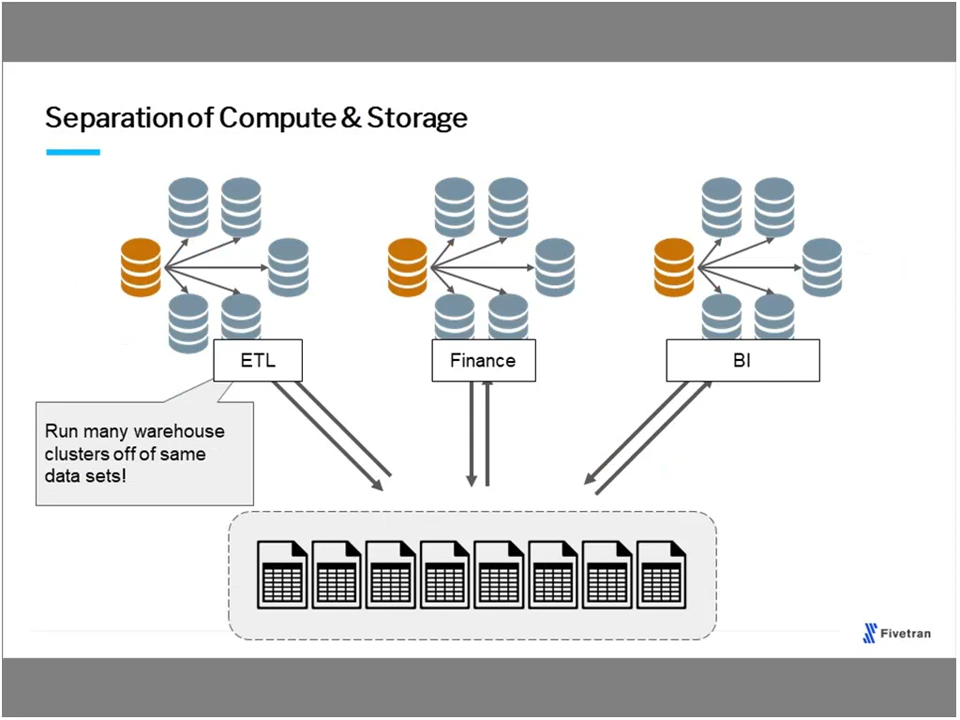 Separation of Compute & Storage
ETL
Finance
BI
Run many warehouse
clusters off of same
data sets!
Fivetran